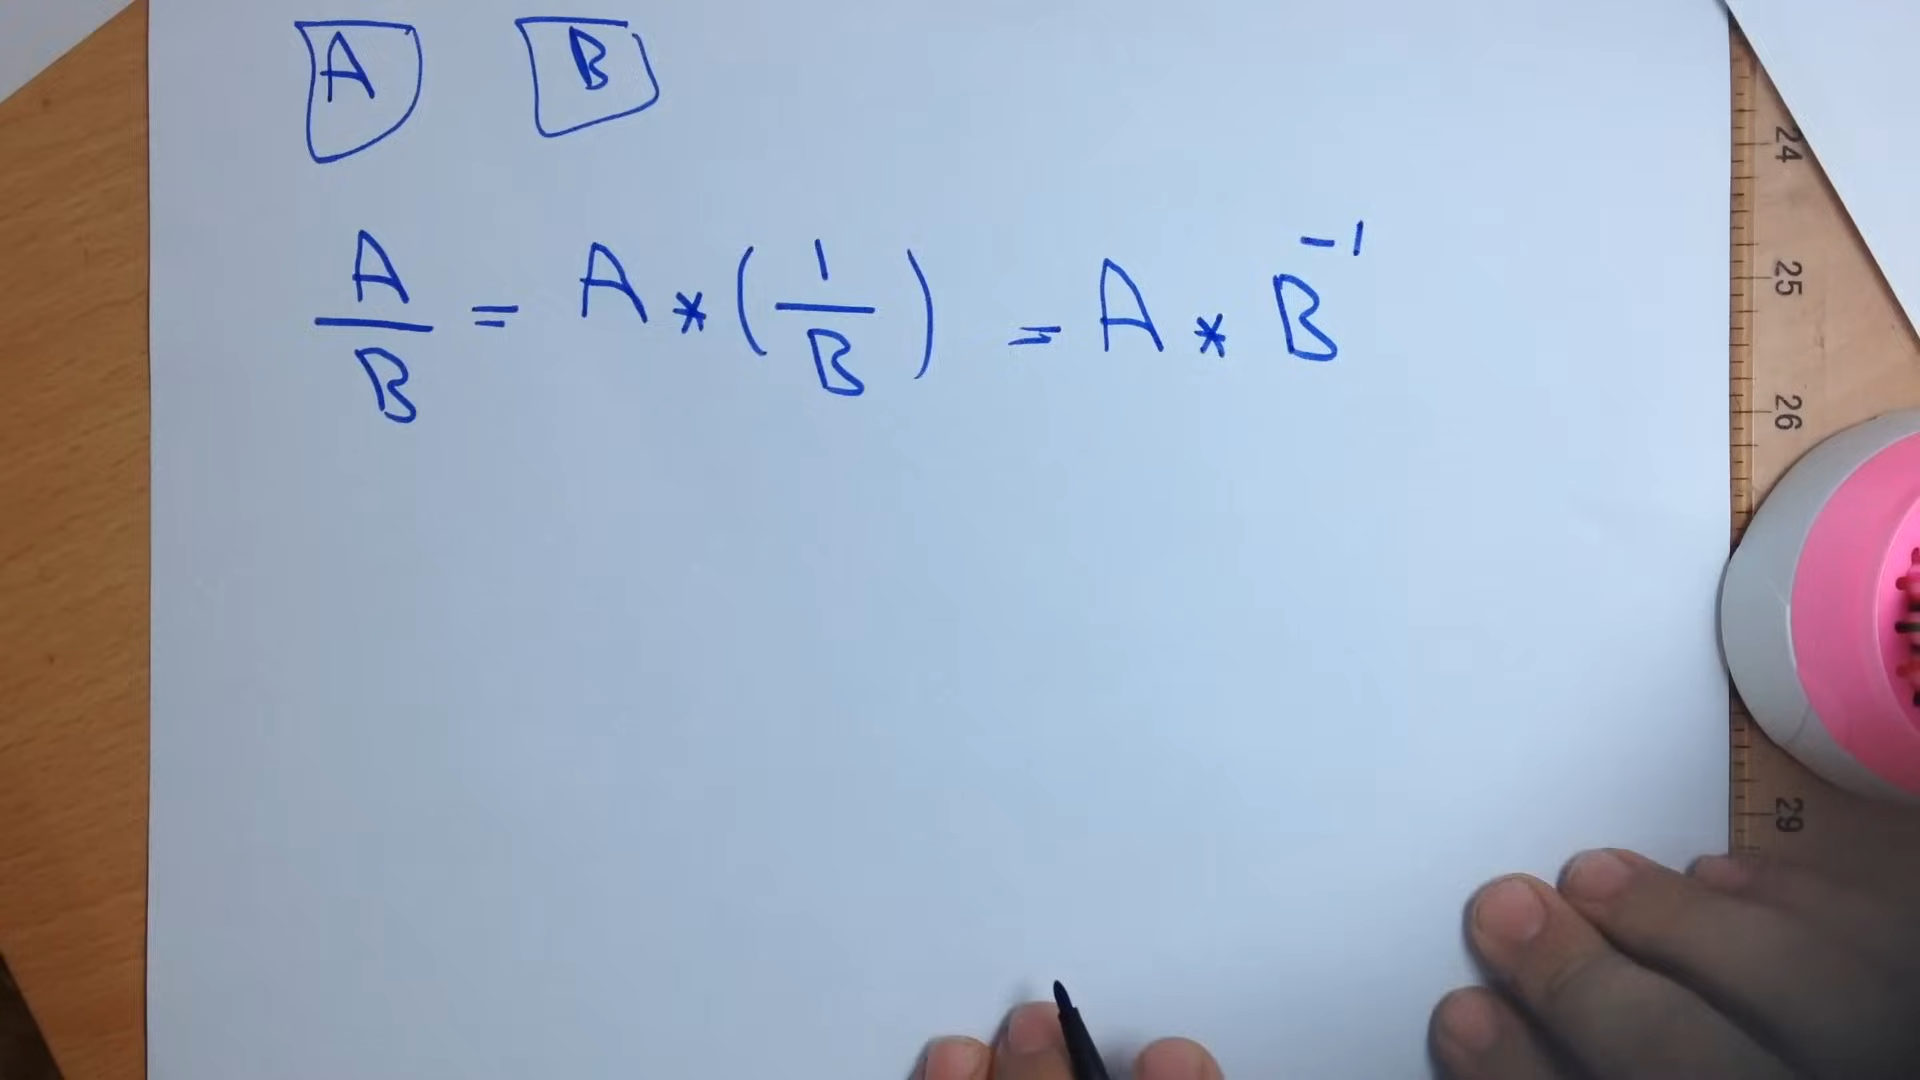 A B
A/B = A * (1/B) = A * B^-1
24
25
26
29